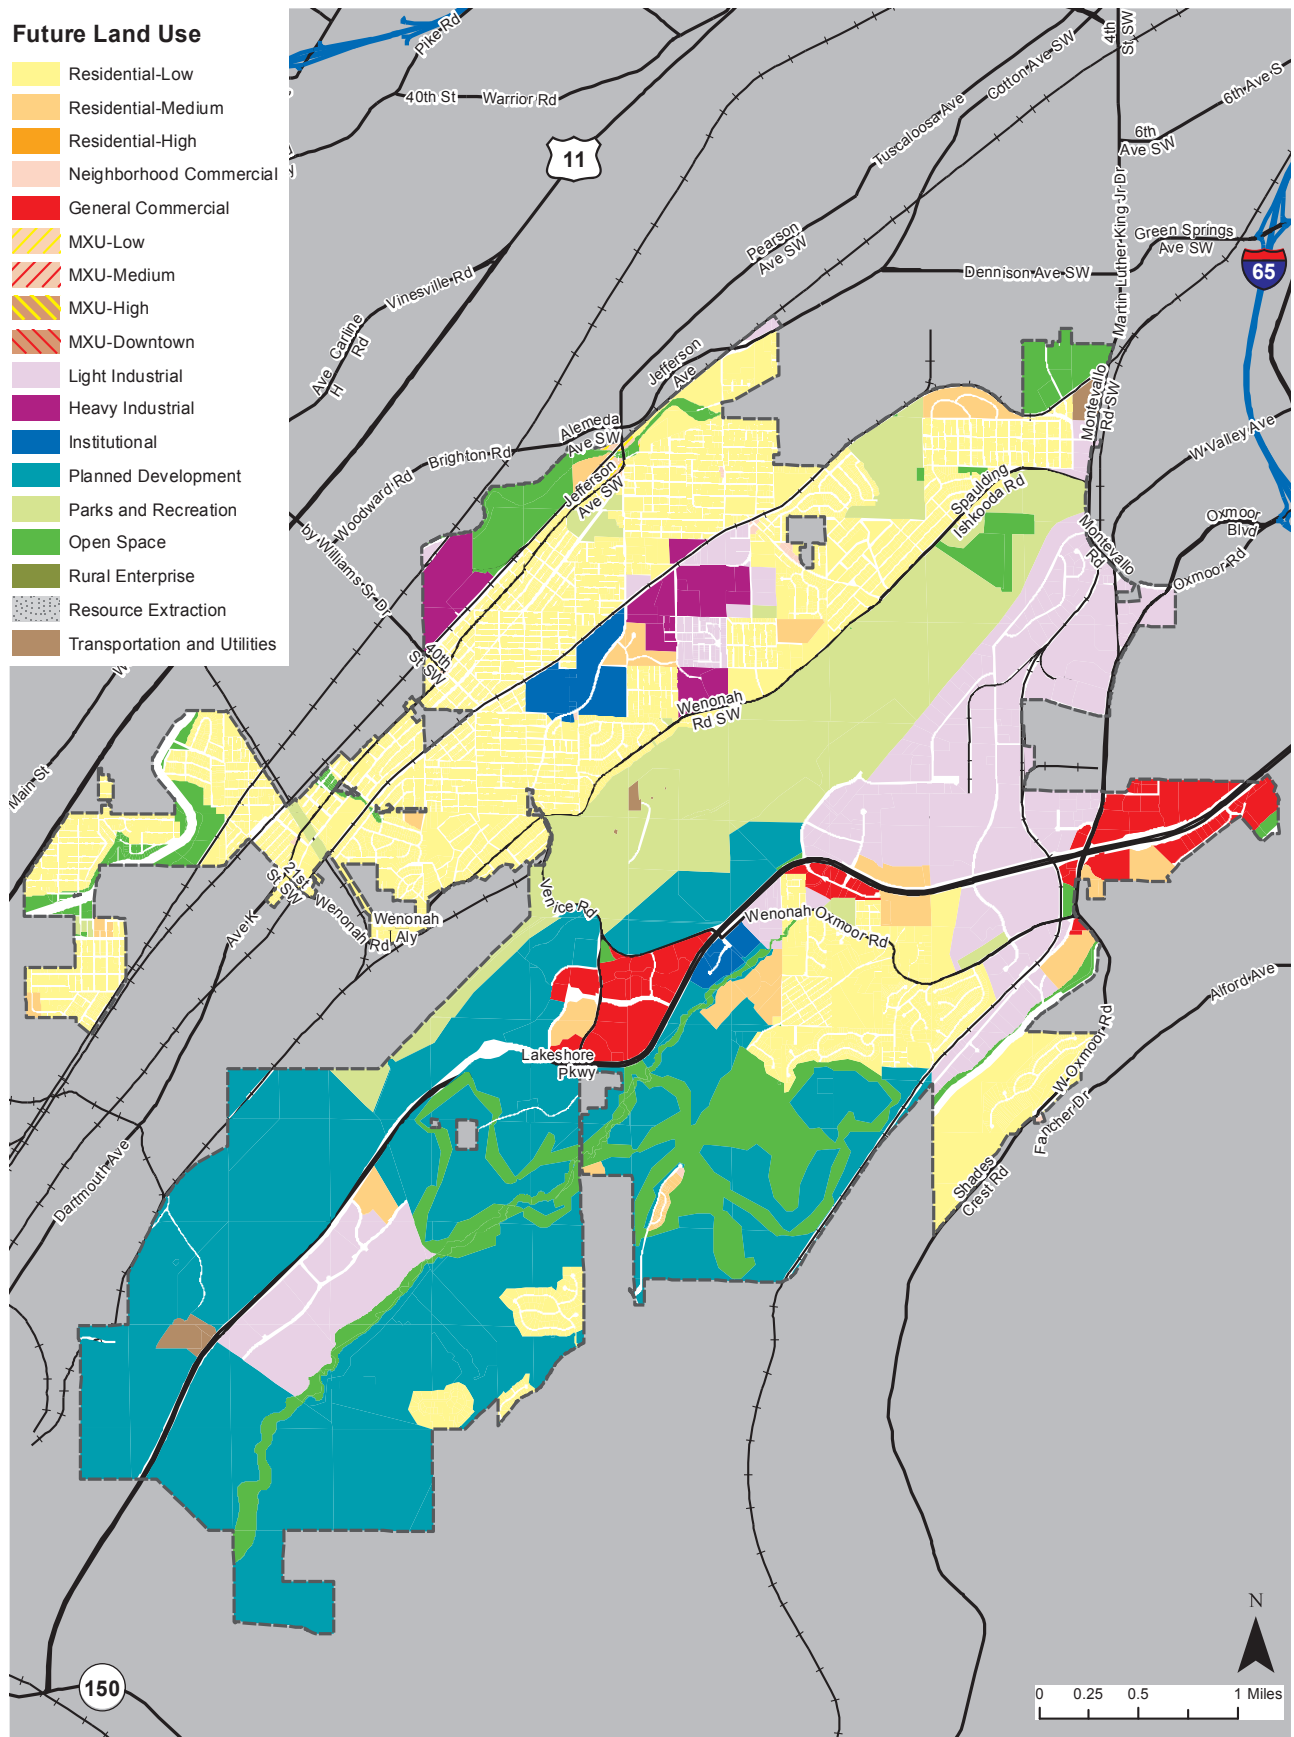 Future Land Use
Residential-Low
Residential-Medium
Residential-High
Neighborhood Commercial
General Commercial
MXU-Low
MXU-Medium
MXU-High
MXU-Downtown
Light Industrial
Heavy Industrial
Institutional
Planned Development
Parks and Recreation
Open Space
Rural Enterprise
Resource Extraction
Transportation and Utilities
Pike Rd
40th St
Warrior Rd
11
4th
St SW
Cotton Ave SW
Tuscaloosa Ave
6th Ave S
6th
Ave SW
Martin Luther King Jr Dr
Green Springs
Ave SW
65
Pearson
Ave SW
Dennison Ave SW
Vinesville Rd
Carline
Rd
Ave
H
Jefferson
Ave
Alemeda
Ave SW
Brighton Rd
Woodward Rd
Jefferson
Ave SW
Montevallo
Rd SW
W Valley Ave
Spaulding
Ishkooda Rd
Oxmoor
Blvd
Oxmoor Rd
Montevallo
Rd
by Williams Sr Dr
40th
St SW
Wenonah
Rd SW
Main St
21st
St SW
Wenonah Rd
Wenonah
Aly
Ave K
Venice Rd
Wenonah Oxmoor Rd
Alford Ave
Lakeshore
Pkwy
W Oxmoor Rd
Fancher Dr
Shades
Crest Rd
Dartmouth Ave
150
N
0 0.25 0.5 1 Miles